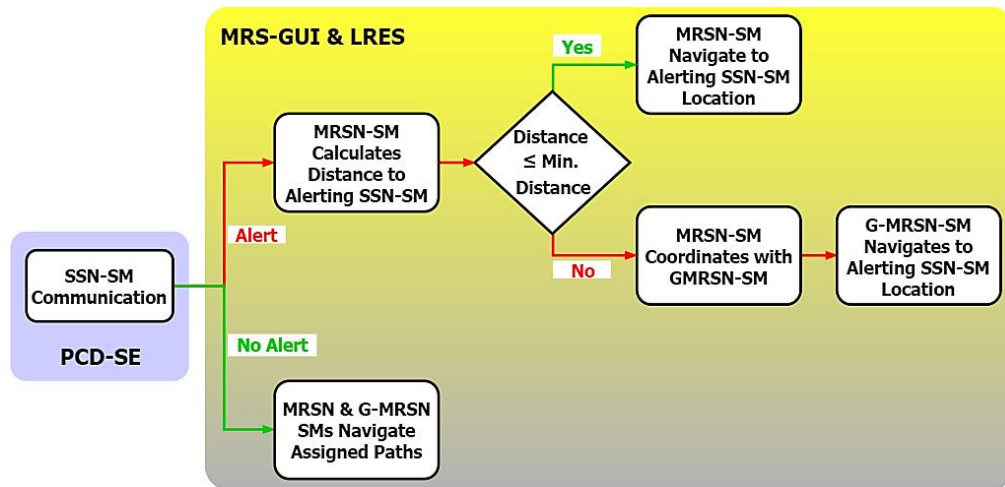 MRS-GUI & LRES
Yes
MRSN-SM
Navigate to
Alerting SSN-SM
Location
MRSN-SM
Calculates
Distance to
Alerting SSN-SM
Distance
≤ Min.
Distance
Alert
No
MRSN-SM
Coordinates with
GMRSN-SM
G-MRSN-SM
Navigates to
Alerting SSN-SM
Location
SSN-SM
Communication
PCD-SE
No Alert
MRSN & G-MRSN
SMs Navigate
Assigned Paths